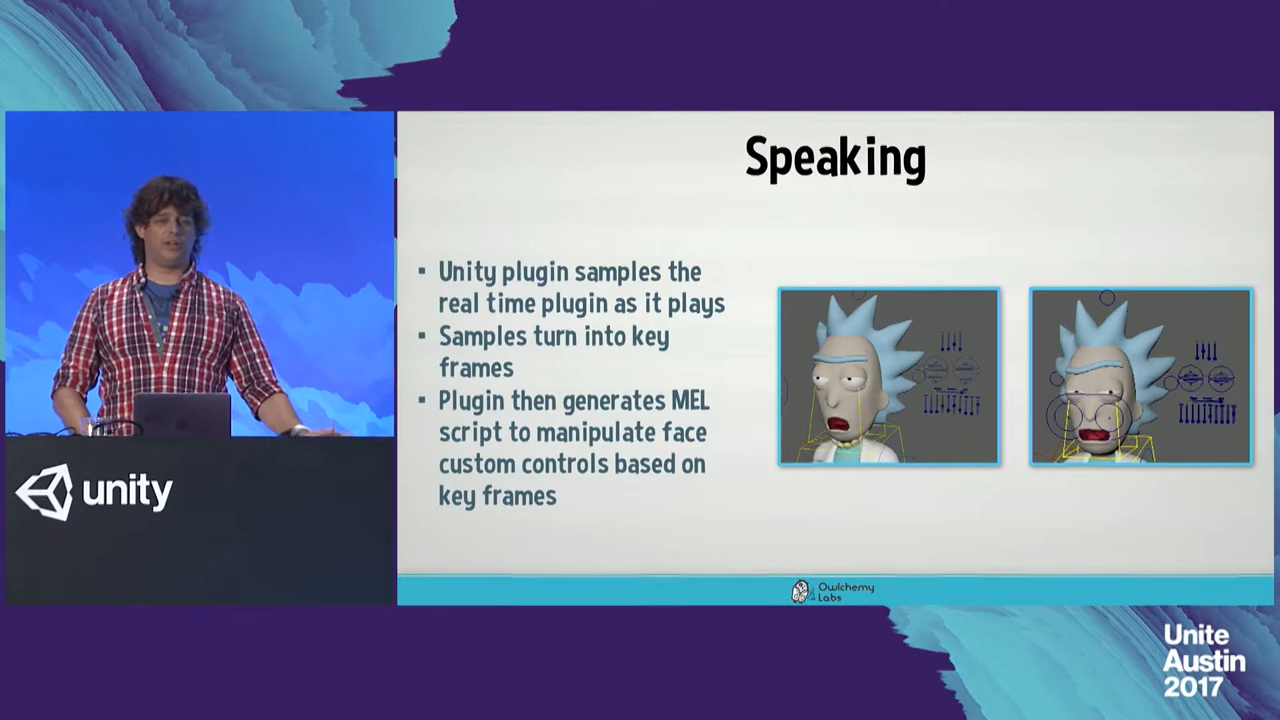 Speaking
▪ Unity plugin samples the
real time plugin as it plays
▪ Samples turn into key
frames
▪ Plugin then generates MEL
script to manipulate face
custom controls based on
key frames
unity
Owlchemy
Labs
Unite
Austin
2017